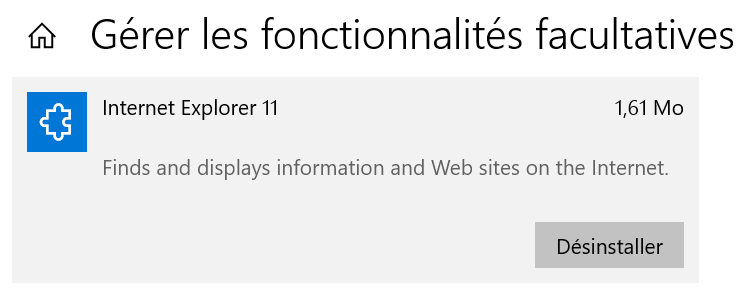 Gérer les fonctionnalités facultatives
Internet Explorer 11 1,61 Mo
Finds and displays information and Web sites on the Internet.
Désinstaller